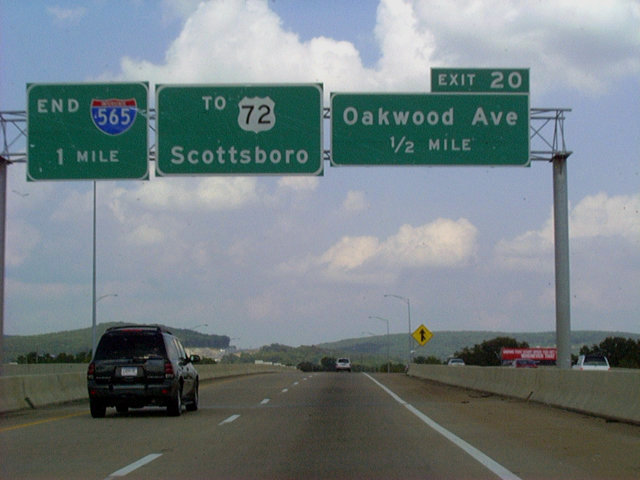 END 565
1 MILE
TO 72
Scottsboro
EXIT 20
Oakwood Ave
1/2 MILE